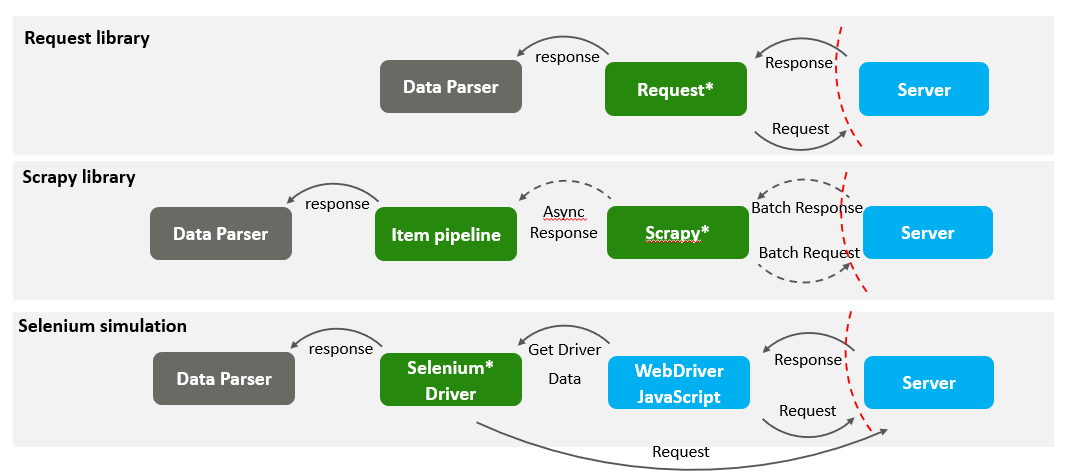 Request library
response
Response
Data Parser
Request*
Server
Request
Scrapy library
response
Async
Response
Batch Response
Data Parser
Item pipeline
Scrapy*
Server
Batch Request
Selenium simulation
response
Get Driver
Data
Response
Data Parser
Selenium*
Driver
WebDriver
JavaScript
Server
Request
Request